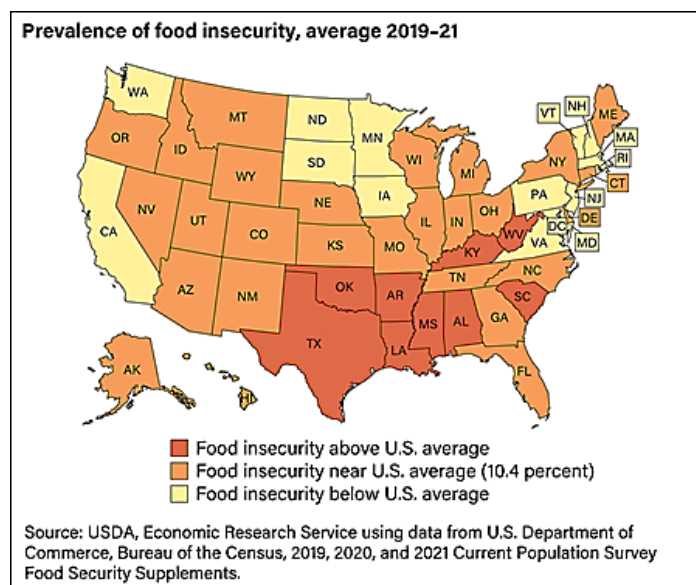 Prevalence of food insecurity, average 2019–21
WA
MT
ND
MN
VT
NH
ME
OR
ID
SD
WI
MI
NY
MA
RI
CT
WY
IA
PA
NJ
NV
NE
IL
IN
OH
DE
DC
CA
UT
CO
KS
MO
KY
WV
VA
MD
AZ
NM
OK
AR
TN
NC
SC
TX
LA
MS
AL
GA
FL
AK
HI
Food insecurity above U.S. average
Food insecurity near U.S. average (10.4 percent)
Food insecurity below U.S. average
Source: USDA, Economic Research Service using data from U.S. Department of
Commerce, Bureau of the Census, 2019, 2020, and 2021 Current Population Survey
Food Security Supplements.